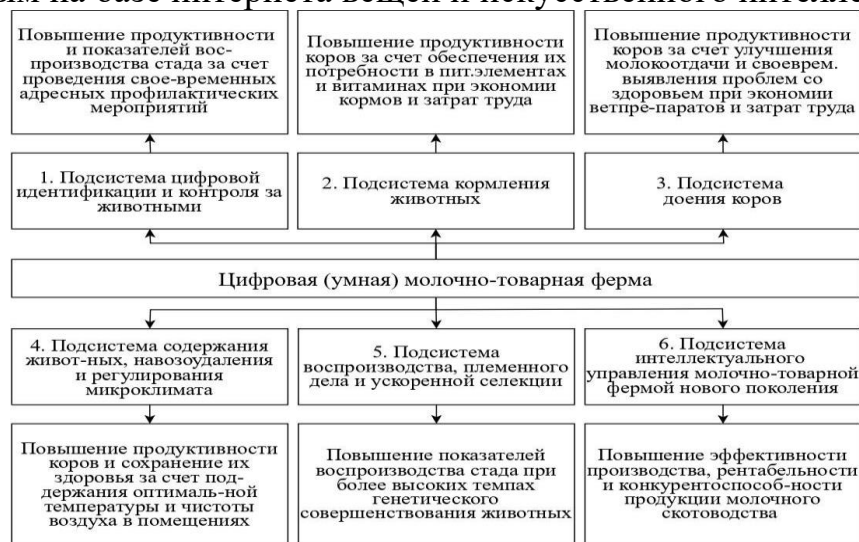 на базе интернета вещей и искусственного
Повышение продуктивности
и показателей вос-
производства стада за счет
проведения свое-временных
адресных профилактических
мероприятий
Повышение продуктивности
коров за счет обеспечения их
потребности в пит.элементах
и витаминах при экономии
кормов и затрат труда
Повышение продуктивности
коров за счет улучшения
молокоотдачи и своеврем.
выявления проблем со
здоровьем при экономии
ветпре-паратов и затрат труда
1. Подсистема цифровой
идентификации и контроля за
животными
2. Подсистема кормления
животных
3. Подсистема
доения коров
Цифровая (умная) молочно-товарная ферма
4. Подсистема содержания
живот-ных, навозоудаления
и регулирования
микроклимата
5. Подсистема
воспроизводства, племенного
дела и ускоренной селекции
6. Подсистема
интеллектуального
управления молочно-товарной
фермой нового поколения
Повышение продуктивности
коров и сохранение их
здоровья за счет под-
держания оптималь-ной
температуры и чистоты
воздуха в помещениях
Повышение показателей
воспроизводства стада при
более высоких темпах
генетического
совершенствования животных
Повышение эффективности
производства, рентабельности
и конкурентоспособ-ности
продукции молочного
скотоводства